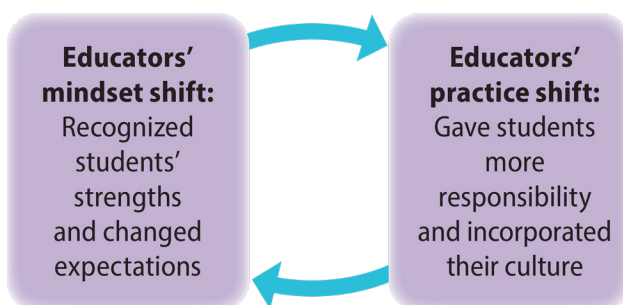 Educators’
mindset shift:
Recognized
students’
strengths
and changed
expectations
Educators’
practice shift:
Gave students
more
responsibility
and incorporated
their culture